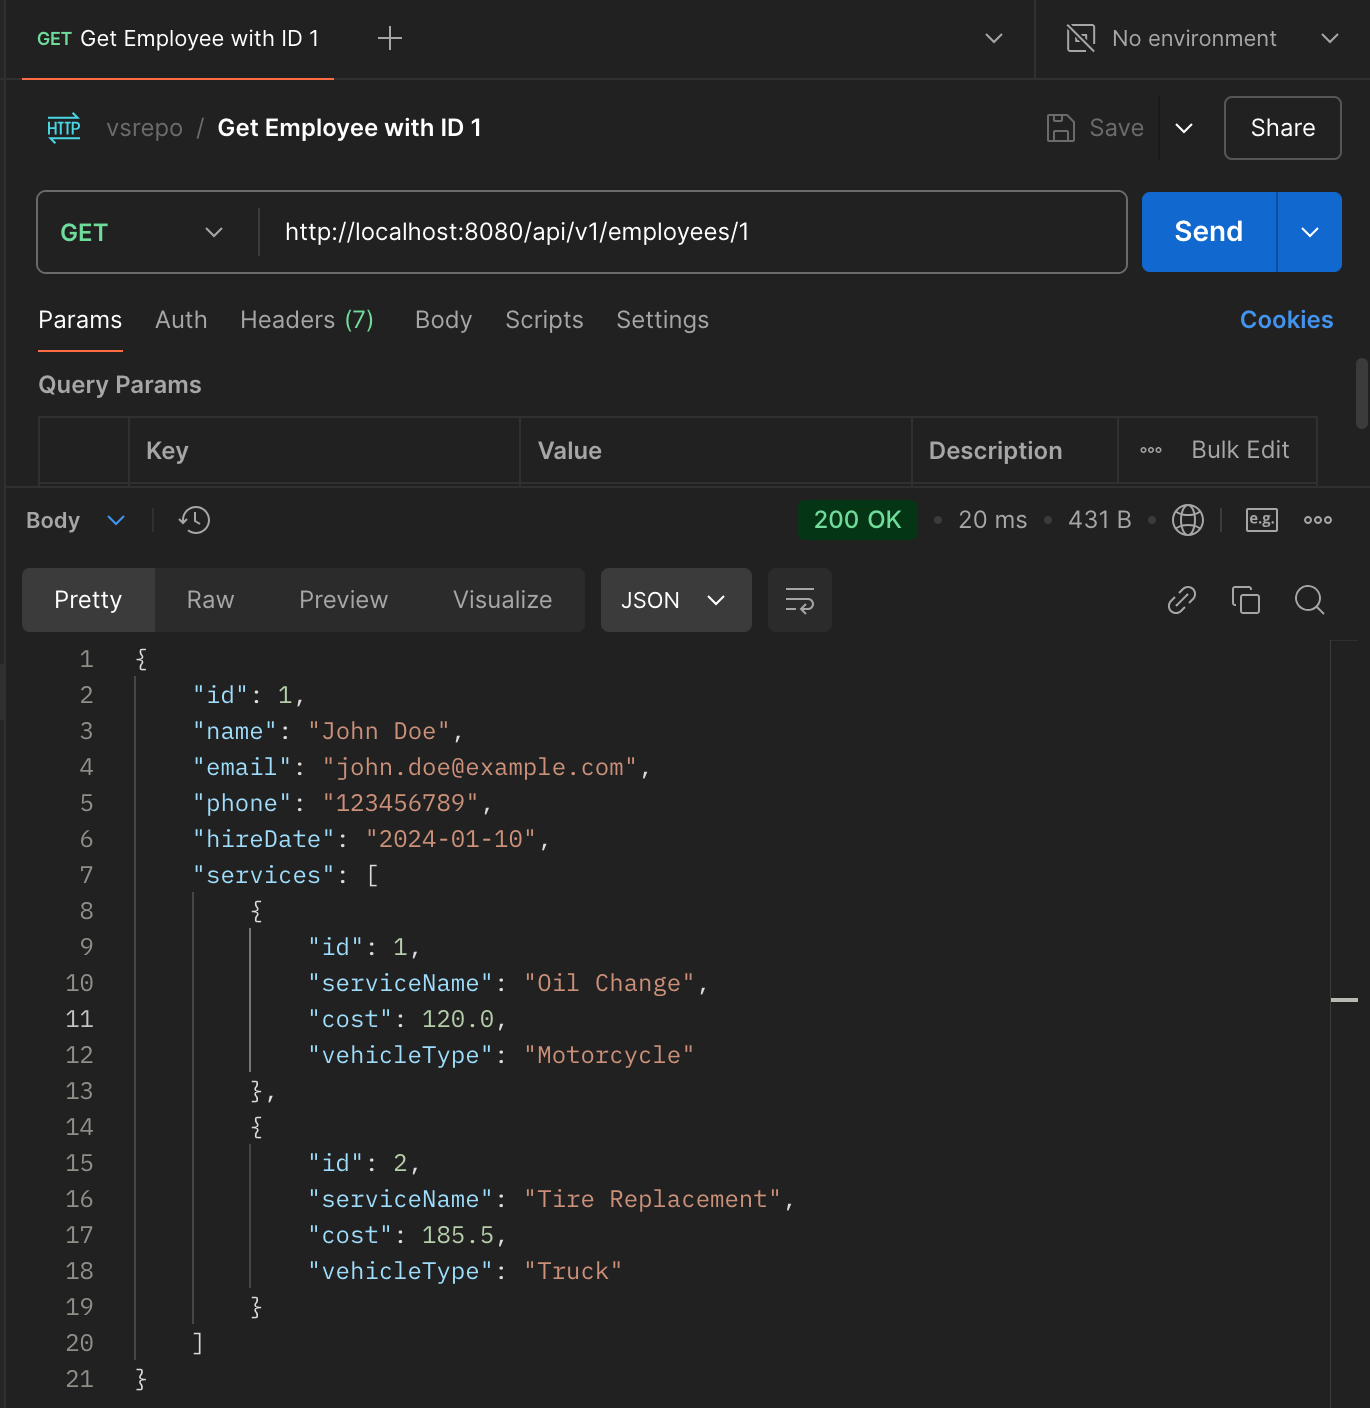 GET Get Employee with ID 1
No environment
HTTP vsrepo / Get Employee with ID 1
Save
Share
GET
http://localhost:8080/api/v1/employees/1
Send
Params Auth Headers (7) Body Scripts Settings
Cookies
Query Params
Key Value Description Bulk Edit
Body
200 OK • 20 ms • 431 B •
e.g.
Pretty Raw Preview Visualize JSON
1 {
2 "id": 1,
3 "name": "John Doe",
4 "email": "john.doe@example.com",
5 "phone": "123456789",
6 "hireDate": "2024-01-10",
7 "services": [
8 {
9 "id": 1,
10 "serviceName": "Oil Change",
11 "cost": 120.0,
12 "vehicleType": "Motorcycle"
13 },
14 {
15 "id": 2,
16 "serviceName": "Tire Replacement",
17 "cost": 185.5,
18 "vehicleType": "Truck"
19 }
20 ]
21 }